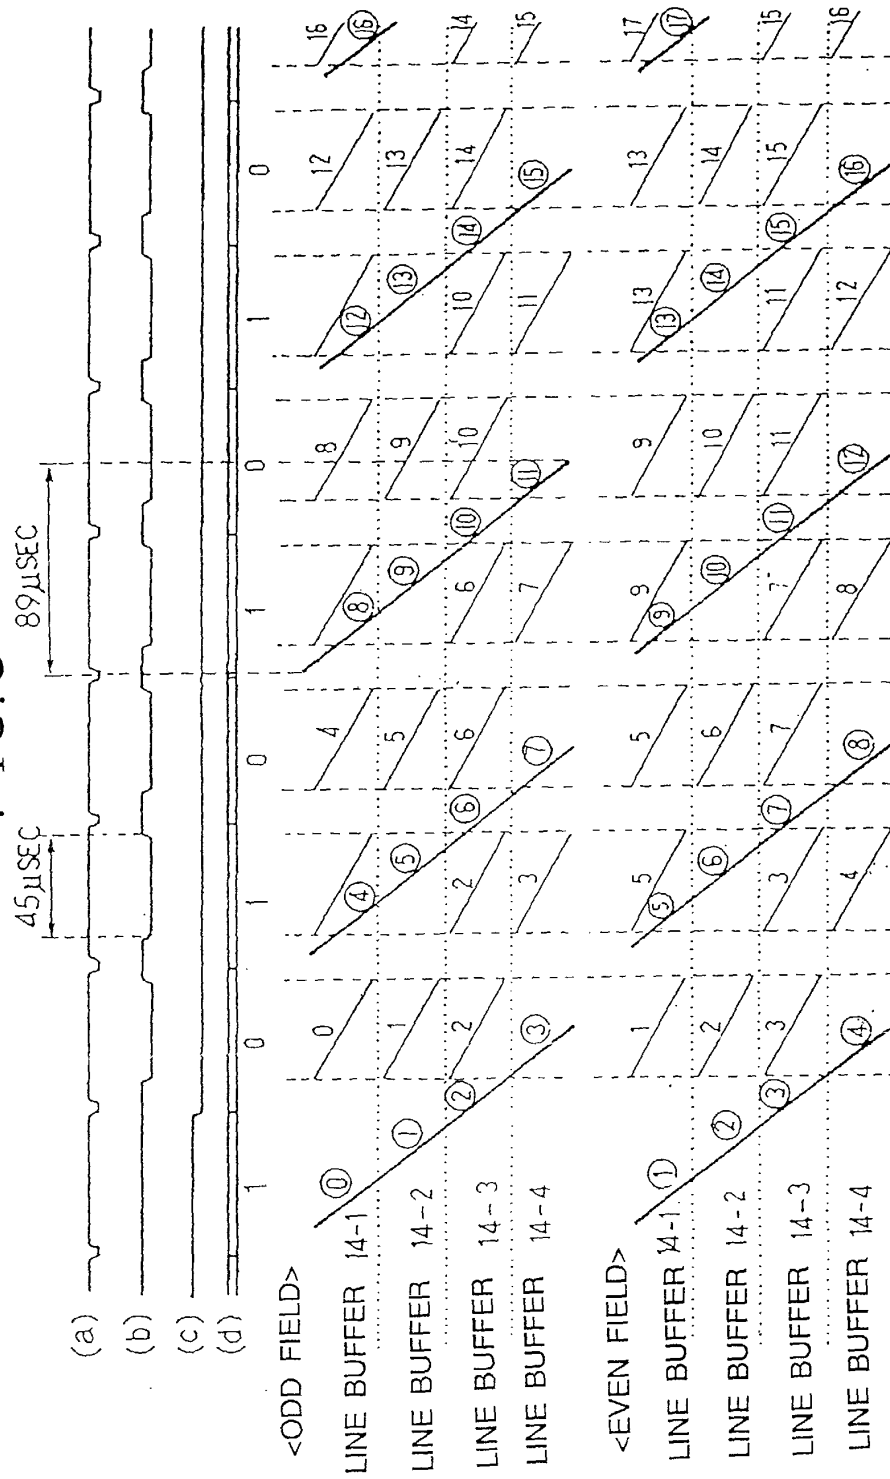 45μSEC 89μSEC
(a)
(b)
(c)
(d)
1 0 1 0 1 0 1 0
<ODD FIELD>
LINE BUFFER 14-1 ⓪ 0 ④ 4 ⑧ 8 ⑫ 12 ⑯ 16
LINE BUFFER 14-2 ① 1 ⑤ 5 ⑨ 9 ⑬ 13
LINE BUFFER 14-3 ② 2 2 ⑥ 6 6 ⑩ 10 10 ⑭ 14 14
LINE BUFFER 14-4 ③ 3 ⑦ 7 ⑪ 11 ⑮ 15
<EVEN FIELD>
LINE BUFFER 14-1 ① 1 ⑤ 5 5 ⑨ 9 9 ⑬ 13 13 ⑰ 17
LINE BUFFER 14-2 ② 2 ⑥ 6 ⑩ 10 ⑭ 14
LINE BUFFER 14-3 ③ 3 3 ⑦ 7 7 ⑪ 11 11 ⑮ 15 15
LINE BUFFER 14-4 ④ 4 ⑧ 8 ⑫ 12 ⑯ 16